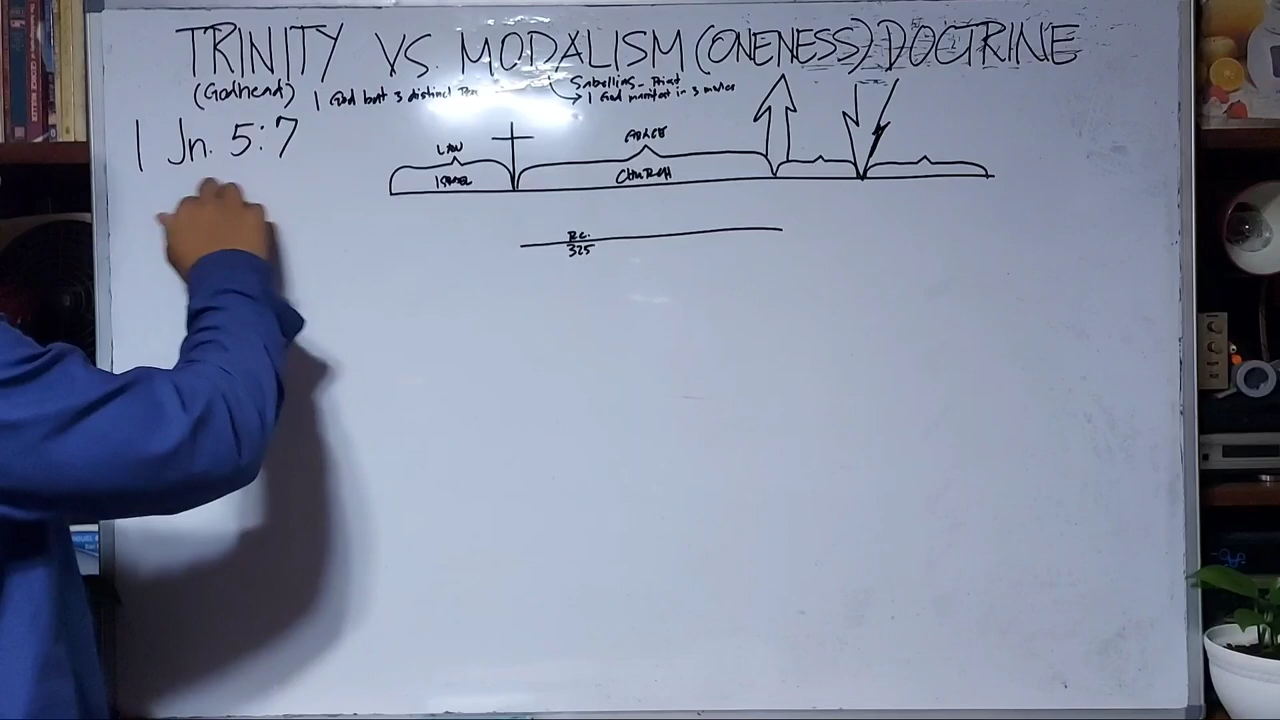 TRINITY VS. MODALISM (ONENESS) DOCTRINE
(Godhead) 1 God but 3 distinct
Sabellius - Priest
1 God manifest in 3 modes
1 Jn. 5:7
LAW
ISRAEL
CHURCH
R.C.
325